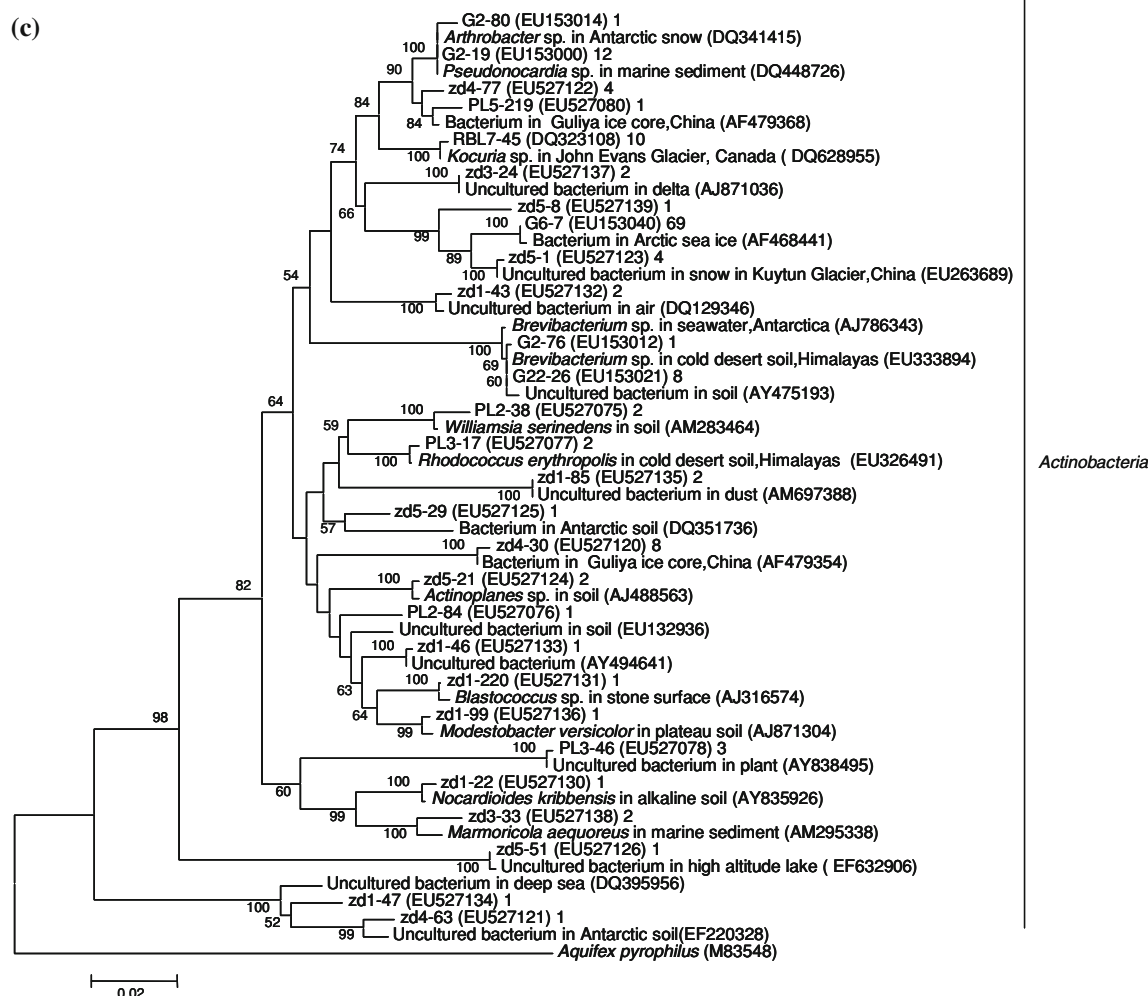 (c)
G2-80 (EU153014) 1
Arthrobacter sp. in Antarctic snow (DQ341415)
100
G2-19 (EU153000) 12
Pseudonocardia sp. in marine sediment (DQ448726)
90
zd4-77 (EU527122) 4
PL5-219 (EU527080) 1
84
84
Bacterium in Guliya ice core,China (AF479368)
RBL7-45 (DQ323108) 10
74
100
Kocuria sp. in John Evans Glacier, Canada ( DQ628955)
100
zd3-24 (EU527137) 2
Uncultured bacterium in delta (AJ871036)
66
zd5-8 (EU527139) 1
100
G6-7 (EU153040) 69
99
Bacterium in Arctic sea ice (AF468441)
89
zd5-1 (EU527123) 4
54
100
Uncultured bacterium in snow in Kuytun Glacier,China (EU263689)
zd1-43 (EU527132) 2
100
Uncultured bacterium in air (DQ129346)
Brevibacterium sp. in seawater,Antarctica (AJ786343)
100
G2-76 (EU153012) 1
69
Brevibacterium sp. in cold desert soil,Himalayas (EU333894)
60
G22-26 (EU153021) 8
Uncultured bacterium in soil (AY475193)
64
100
PL2-38 (EU527075) 2
59
Williamsia serinedens in soil (AM283464)
PL3-17 (EU527077) 2
100
Rhodococcus erythropolis in cold desert soil,Himalayas (EU326491)
Actinobacteria
zd1-85 (EU527135) 2
100
Uncultured bacterium in dust (AM697388)
zd5-29 (EU527125) 1
57
Bacterium in Antarctic soil (DQ351736)
100
zd4-30 (EU527120) 8
Bacterium in Guliya ice core,China (AF479354)
82
100
zd5-21 (EU527124) 2
Actinoplanes sp. in soil (AJ488563)
PL2-84 (EU527076) 1
Uncultured bacterium in soil (EU132936)
100
zd1-46 (EU527133) 1
Uncultured bacterium (AY494641)
63
100
zd1-220 (EU527131) 1
Blastococcus sp. in stone surface (AJ316574)
64
zd1-99 (EU527136) 1
98
99
Modestobacter versicolor in plateau soil (AJ871304)
100
PL3-46 (EU527078) 3
Uncultured bacterium in plant (AY838495)
60
100
zd1-22 (EU527130) 1
Nocardioides kribbensis in alkaline soil (AY835926)
99
zd3-33 (EU527138) 2
100
Marmoricola aequoreus in marine sediment (AM295338)
zd5-51 (EU527126) 1
100
Uncultured bacterium in high altitude lake ( EF632906)
Uncultured bacterium in deep sea (DQ395956)
100
zd1-47 (EU527134) 1
52
zd4-63 (EU527121) 1
99
Uncultured bacterium in Antarctic soil(EF220328)
Aquifex pyrophilus (M83548)
0.02